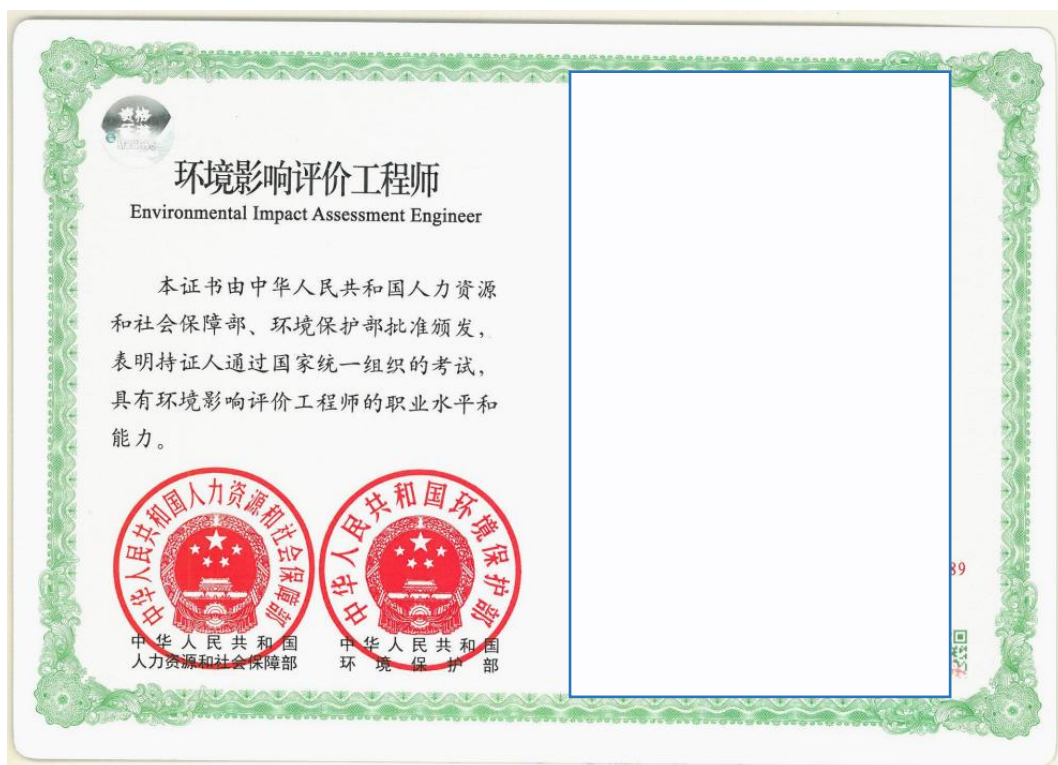 资格
环境影响评价工程师
Environmental Impact Assessment Engineer
本证书由中华人民共和国人力资源
和社会保障部、环境保护部批准颁发，
表明持证人通过国家统一组织的考试，
具有环境影响评价工程师的职业水平和
能力。
中华人民共和国人力资源和社会保障部
中华人民共和国环境保护部
中华人民共和国
人力资源和社会保障部
中华人民共和国
环境保护部
89